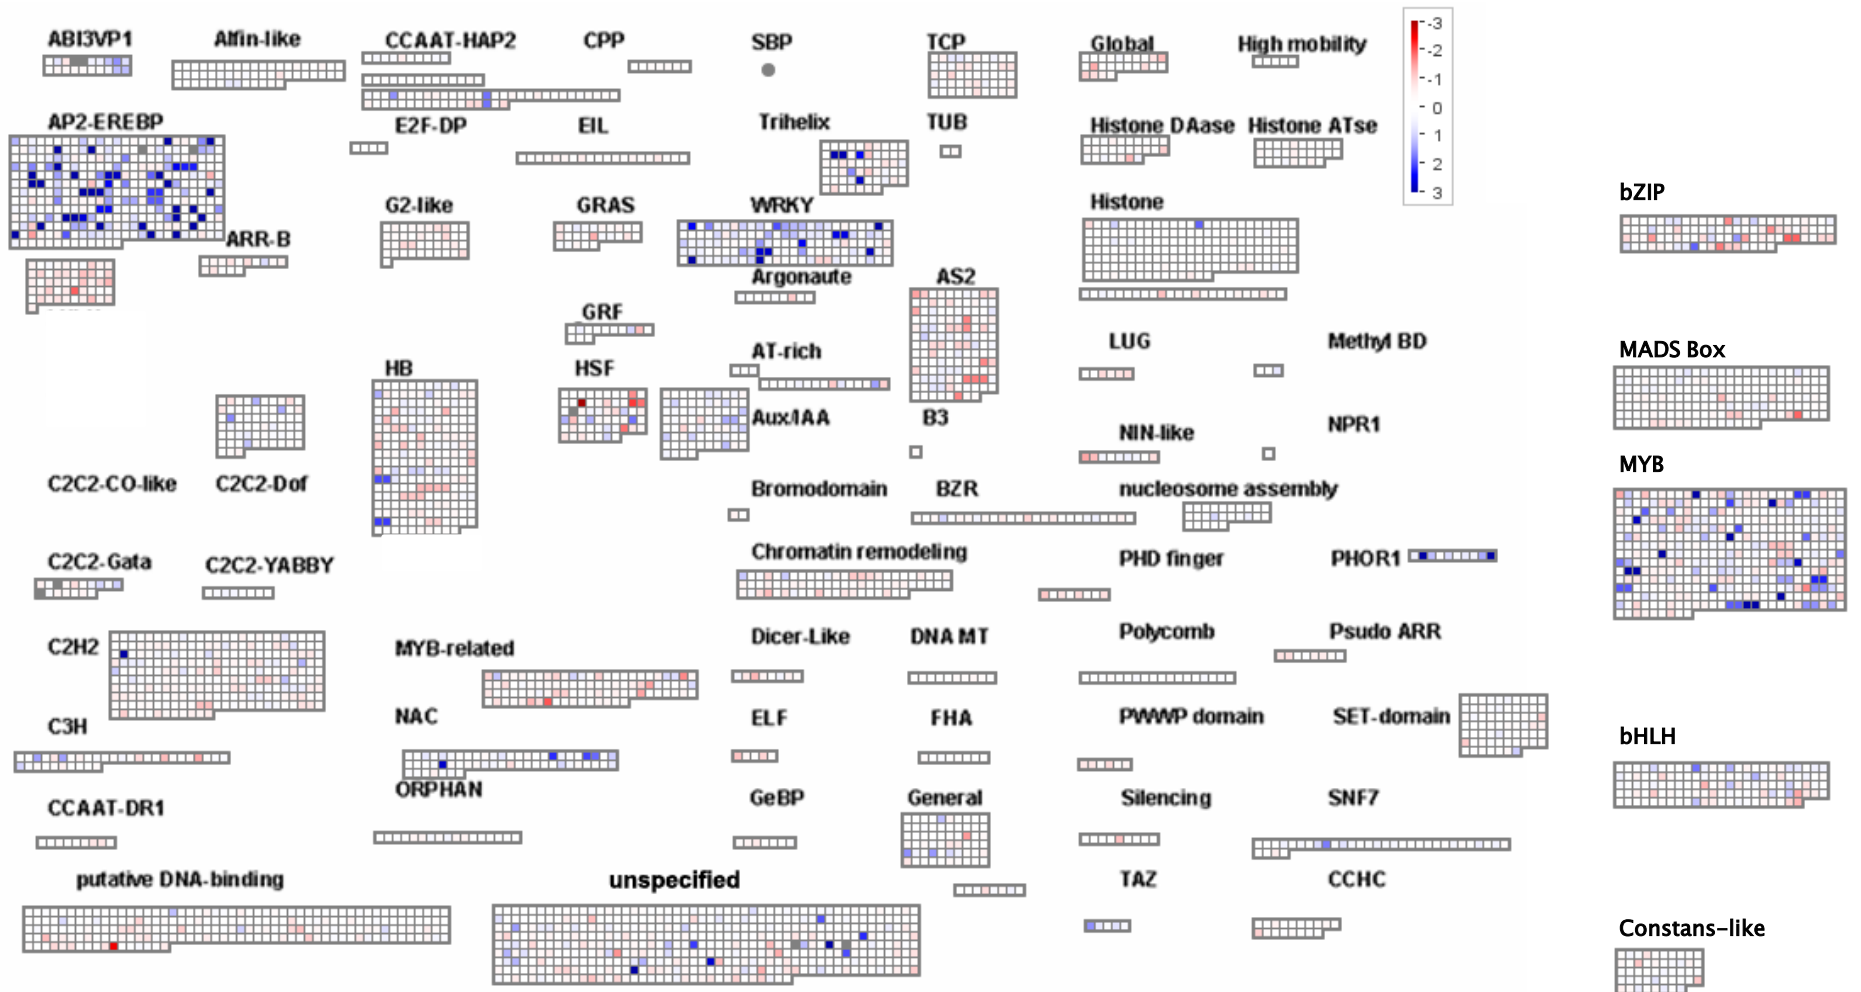 ABI3VP1 Alfin-like CCAAT-HAP2 CPP SBP TCP Global High mobility
-3
-2
-1
0
1
2
3
AP2-EREBP E2F-DP EIL Trihelix TUB Histone DAase Histone ATse
bZIP
G2-like GRAS WRKY Histone
ARR-B
Argonaute AS2
GRF
AT-rich LUG Methyl BD
MADS Box
HB HSF
Aux/IAA B3 NIN-like NPR1
MYB
C2C2-CO-like C2C2-Dof Bromodomain BZR nucleosome assembly
C2C2-Gata C2C2-YABBY Chromatin remodeling PHD finger PHOR1
C2H2 MYB-related Dicer-Like DNA MT Polycomb Psudo ARR
C3H NAC ELF FHA PWWP domain SET-domain
bHLH
CCAAT-DR1 ORPHAN GeBP General Silencing SNF7
putative DNA-binding unspecified TAZ CCHC
Constans-like